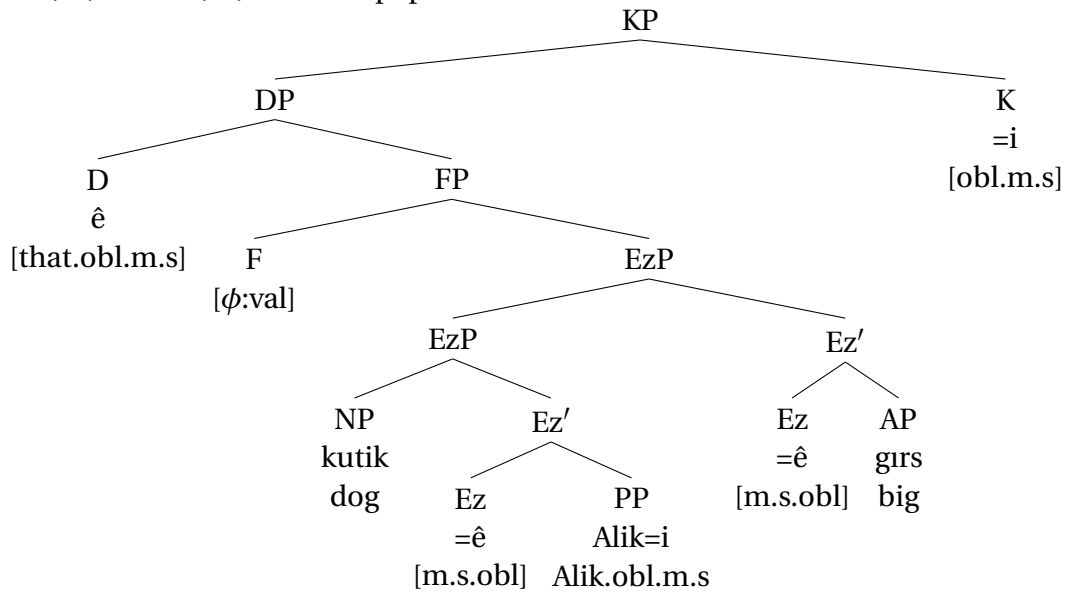 KP
DP K
=i
D FP [obl.m.s]
ê
[that.obl.m.s] F EzP
[ϕ:val]
EzP Ez′
NP Ez′ Ez AP
kutik =ê gɪrs
dog Ez PP [m.s.obl] big
=ê Alik=i
[m.s.obl] Alik.obl.m.s